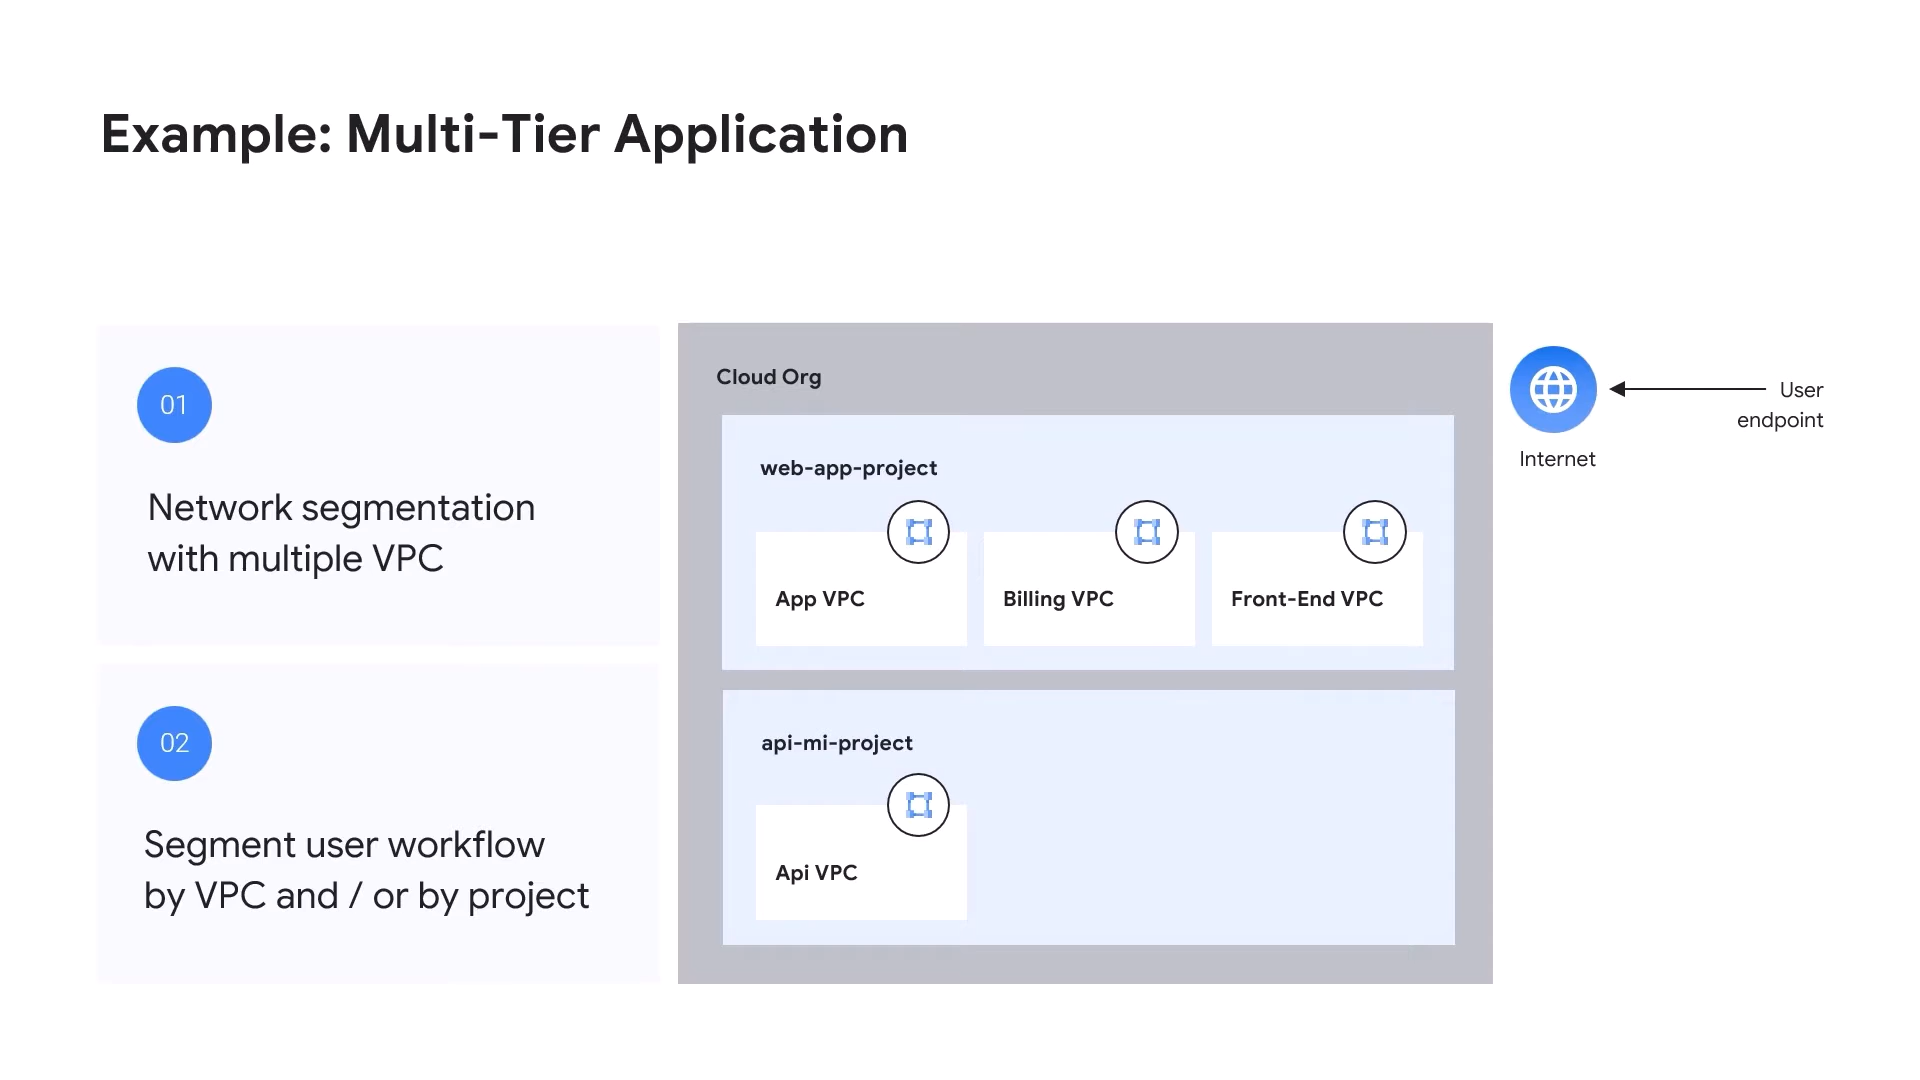 Example: Multi-Tier Application
01
Network segmentation
with multiple VPC
02
Segment user workflow
by VPC and / or by project
Cloud Org
web-app-project
App VPC
Billing VPC
Front-End VPC
api-mi-project
Api VPC
Internet
User
endpoint